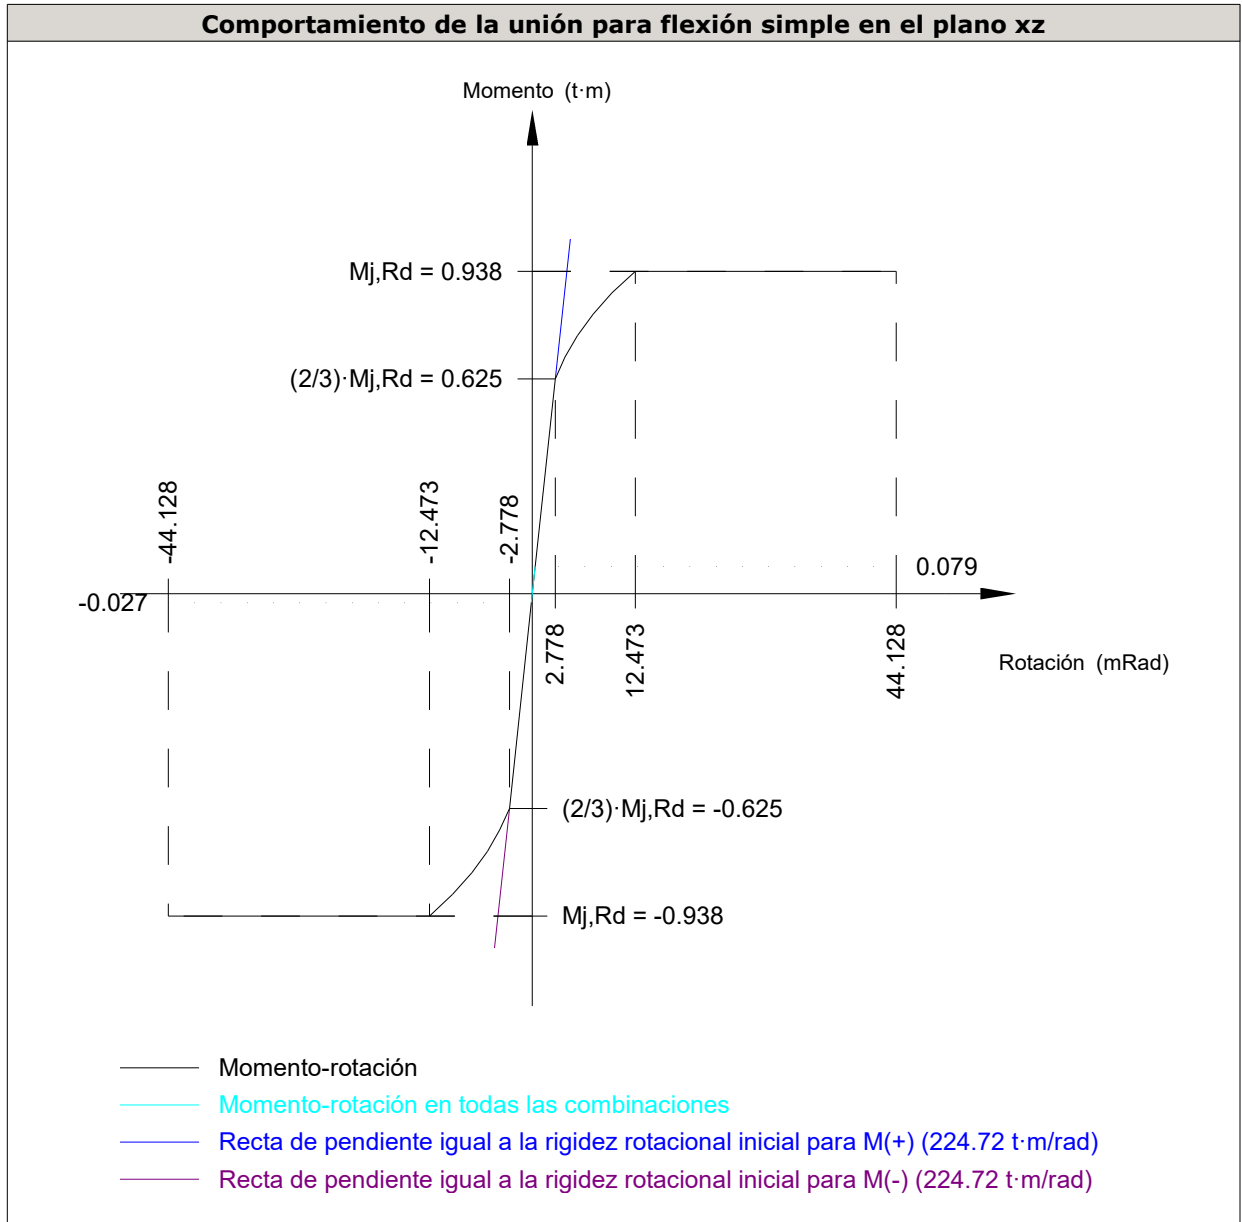 Comportamiento de la unión para flexión simple en el plano xz
Momento (t·m)
Mj,Rd = 0.938
(2/3)·Mj,Rd = 0.625
-44.128
-12.473
-2.778
0.079
-0.027
2.778
12.473
44.128
Rotación (mRad)
(2/3)·Mj,Rd = -0.625
Mj,Rd = -0.938
Momento-rotación
Momento-rotación en todas las combinaciones
Recta de pendiente igual a la rigidez rotacional inicial para M(+) (224.72 t·m/rad)
Recta de pendiente igual a la rigidez rotacional inicial para M(-) (224.72 t·m/rad)